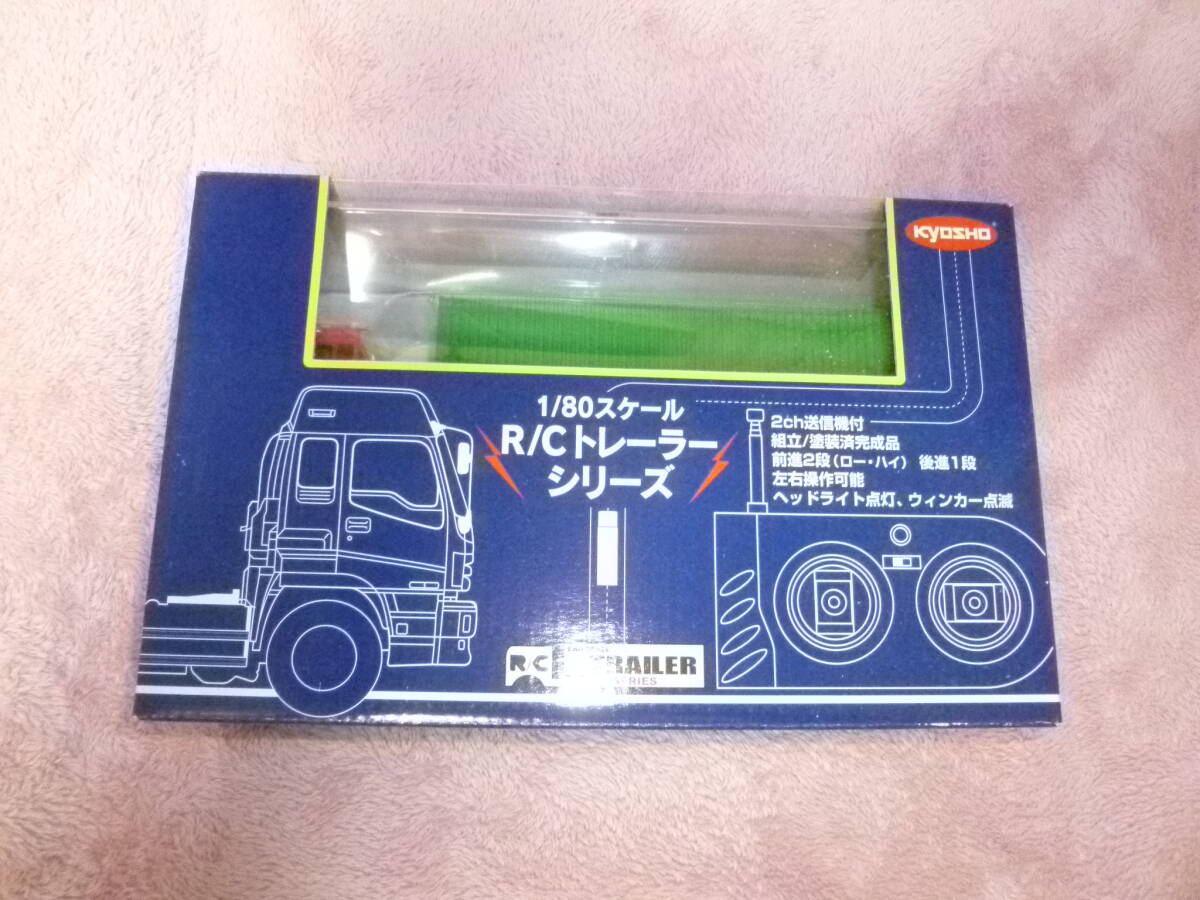 KYOSHO
1/80スケール
R/Cトレーラー
シリーズ
2ch送信機付
組立/塗装済完成品
前進2段(ロー・ハイ) 後進1段
左右操作可能
ヘッドライト点灯、ウィンカー点滅
R/C TRAILER
SERIES